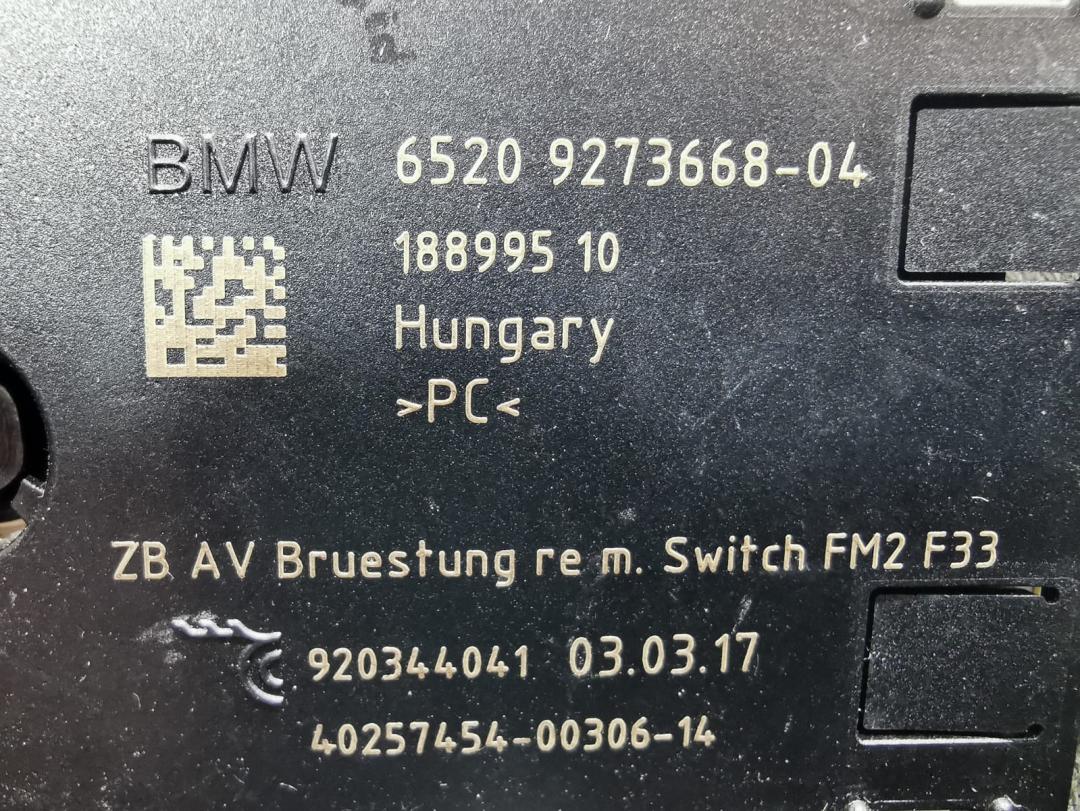 BMW 6520 9273668-04
188995 10
Hungary
>PC<
ZB AV Bruestung re m. Switch FM2 F33
920344041 03.03.17
40257454-00306-14